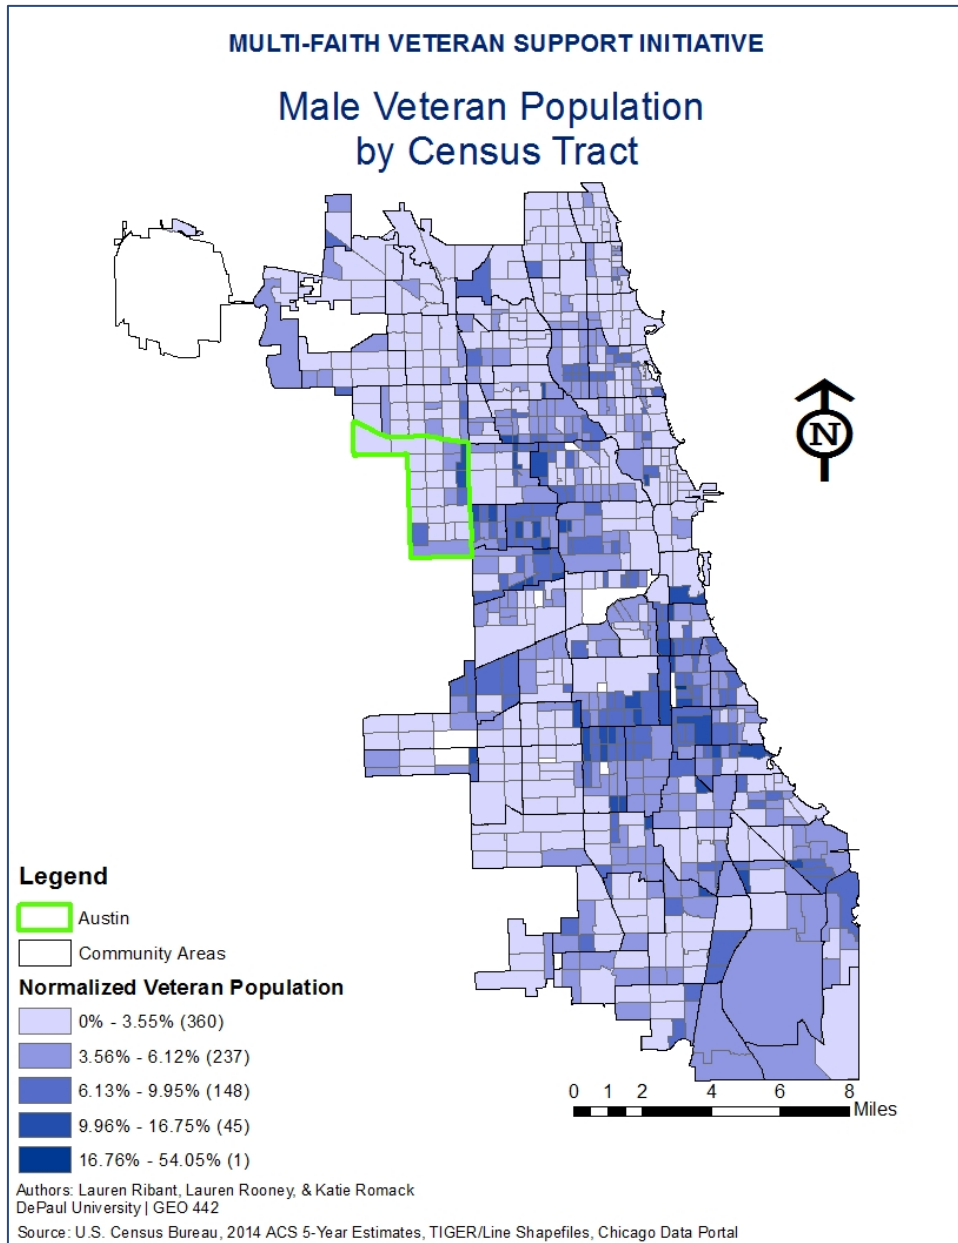 MULTI-FAITH VETERAN SUPPORT INITIATIVE
Male Veteran Population
by Census Tract
N
Legend
Austin
Community Areas
Normalized Veteran Population
0% - 3.55% (360)
3.56% - 6.12% (237)
6.13% - 9.95% (148)
9.96% - 16.75% (45)
16.76% - 54.05% (1)
0 1 2 4 6 8
Miles
Authors: Lauren Ribant, Lauren Rooney, & Katie Romack
DePaul University | GEO 442
Source: U.S. Census Bureau, 2014 ACS 5-Year Estimates, TIGER/Line Shapefiles, Chicago Data Portal